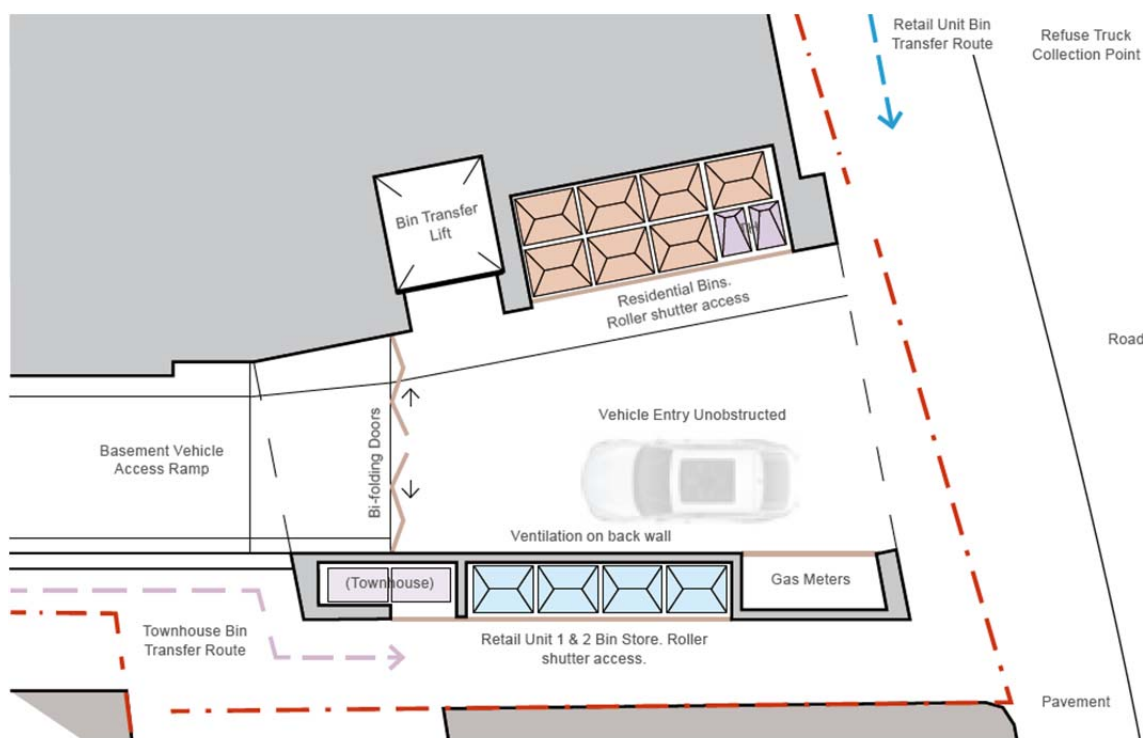 Retail Unit Bin
Transfer Route
Refuse Truck
Collection Point
Bin Transfer
Lift
TH
Residential Bins.
Roller shutter access
Road
Vehicle Entry Unobstructed
Basement Vehicle
Access Ramp
Bi-folding Doors
Ventilation on back wall
(Townhouse)
Gas Meters
Townhouse Bin
Transfer Route
Retail Unit 1 & 2 Bin Store. Roller
shutter access.
Pavement